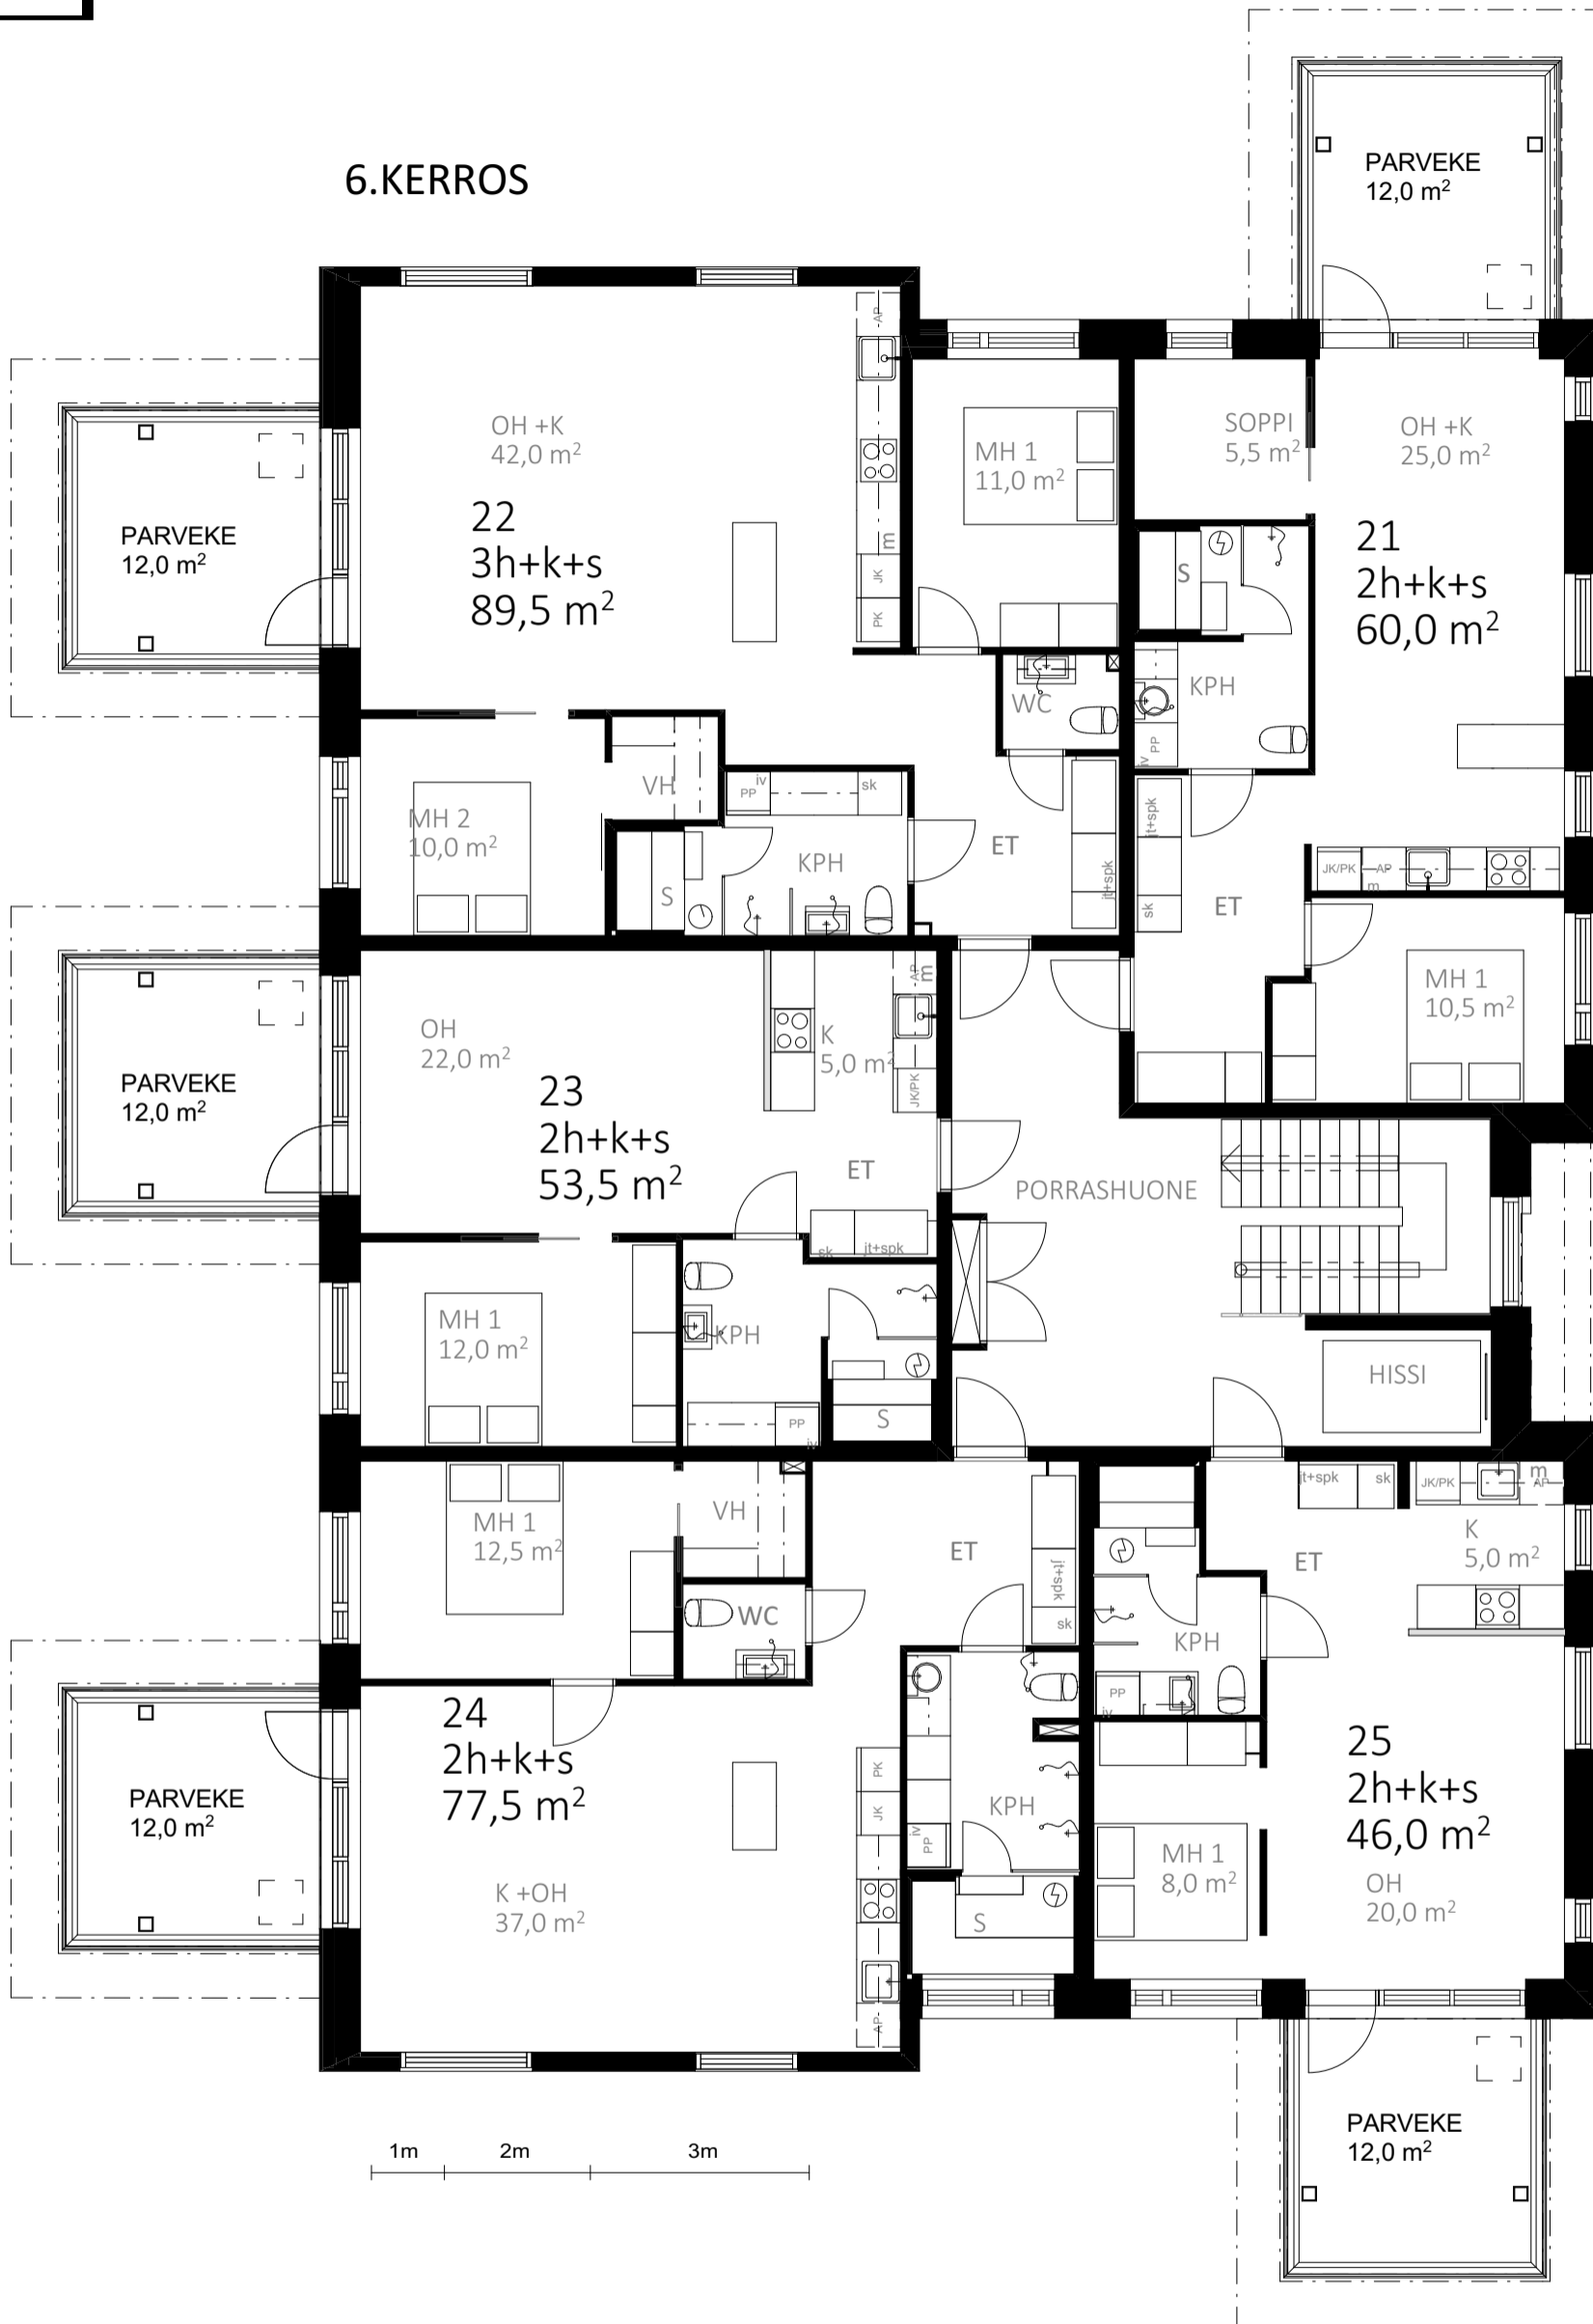 6.KERROS
PARVEKE
12,0 m²
OH +K
42,0 m²
22
3h+k+s
89,5 m²
AP
m
JK
PK
MH 1
11,0 m²
SOPPI
5,5 m²
OH +K
25,0 m²
21
2h+k+s
60,0 m²
PARVEKE
12,0 m²
S
KPH
PP
iv
WC
VH
MH 2
10,0 m²
PP
iv
sk
KPH
S
ET
jt+spk
jt+spk
sk
ET
JK/PK
AP
m
MH 1
10,5 m²
PARVEKE
12,0 m²
OH
22,0 m²
23
2h+k+s
53,5 m²
K
5,0 m²
AP
m
JK/PK
ET
sk
jt+spk
PORRASHUONE
HISSI
MH 1
12,0 m²
KPH
PP
iv
S
MH 1
12,5 m²
VH
WC
ET
jt+spk
sk
jt+spk
sk
JK/PK
AP
m
K
5,0 m²
ET
KPH
PP
iv
24
2h+k+s
77,5 m²
PARVEKE
12,0 m²
K +OH
37,0 m²
PK
JK
AP
KPH
iv
PP
S
25
2h+k+s
46,0 m²
MH 1
8,0 m²
OH
20,0 m²
PARVEKE
12,0 m²
1m
2m
3m